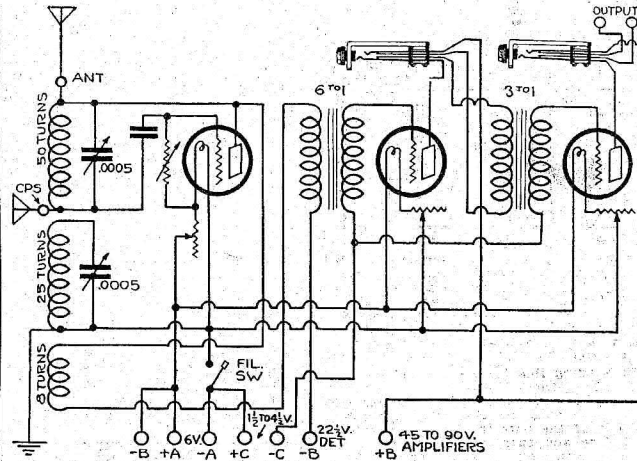 OUTPUT
ANT
6 TO 1
3 TO 1
50 TURNS
.0005
CPS
25 TURNS
.0005
8 TURNS
FIL.
SW
-B
+A
6V.
-A
+C
1½ TO 4½ V.
-C
-B
22½ V.
DET
+B
45 TO 90 V.
AMPLIFIERS